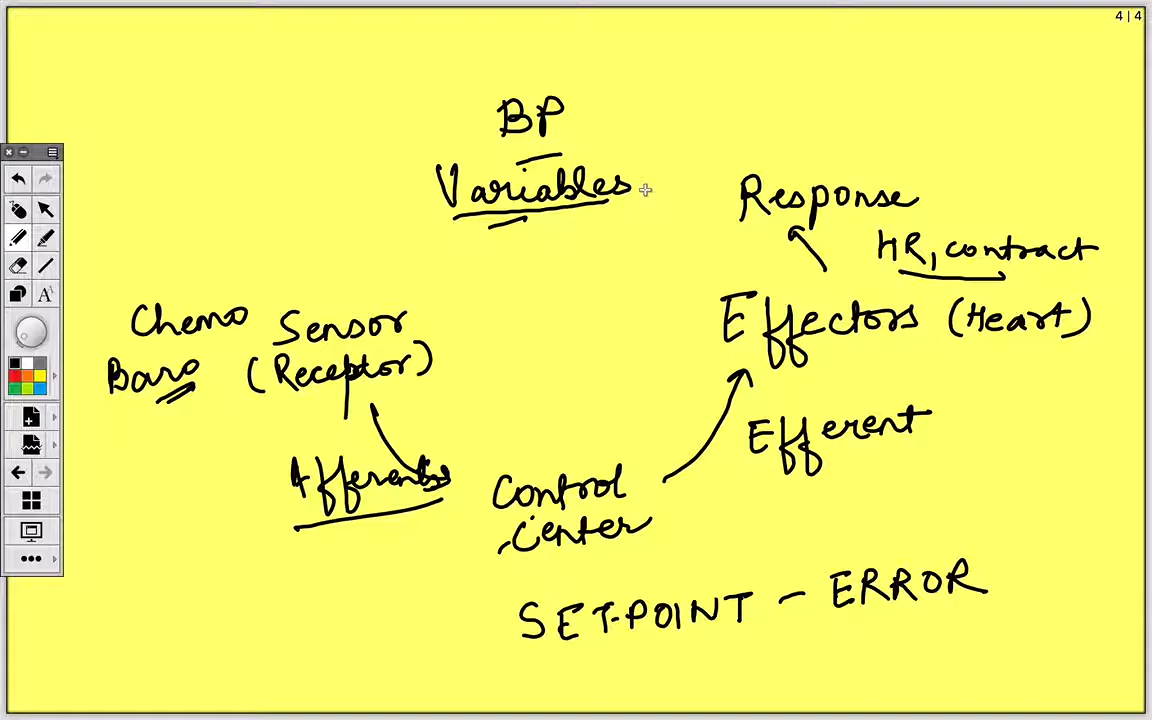 4|4
BP
Variables
Response
HR, contract
Effectors (Heart)
Chemo Sensor
Baro (Receptor)
Efferent
Afferents
Control
Center
SET-POINT - ERROR